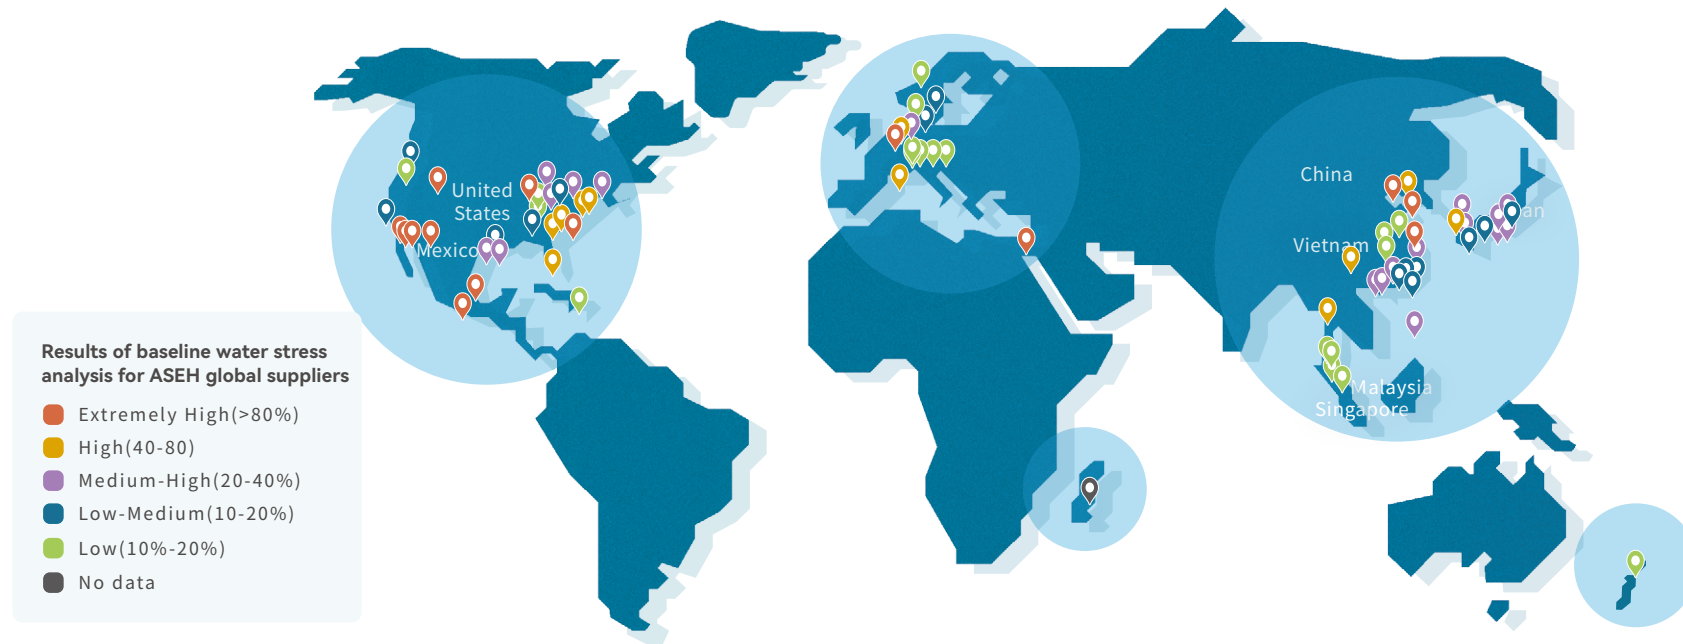 United
States
Mexico
China
Vietnam
Malaysia
Singapore
Results of baseline water stress
analysis for ASEH global suppliers
Extremely High(>80%)
High(40-80)
Medium-High(20-40%)
Low-Medium(10-20%)
Low(10%-20%)
No data